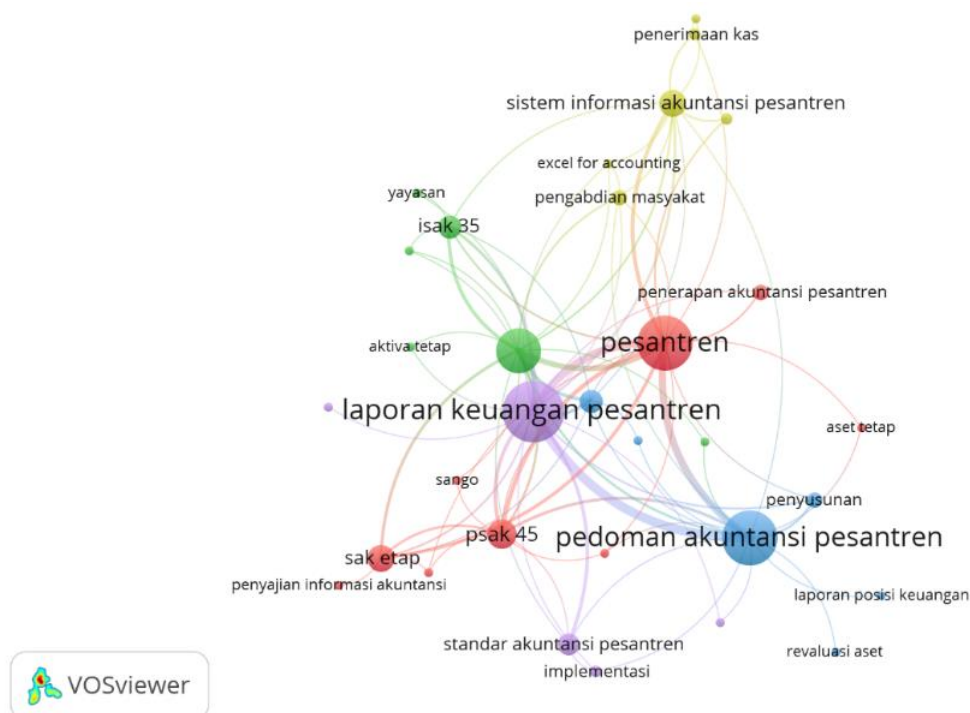 penerimaan kas
sistem informasi akuntansi pesantren
excel for accounting
pengabdian masyakat
yayasan
isak 35
penerapan akuntansi pesantren
pesantren
aktiva tetap
laporan keuangan pesantren
aset tetap
sango
penyusunan
psak 45
pedoman akuntansi pesantren
sak etap
penyajian informasi akuntansi
laporan posisi keuangan
standar akuntansi pesantren
revaluasi aset
implementasi
VOSviewer